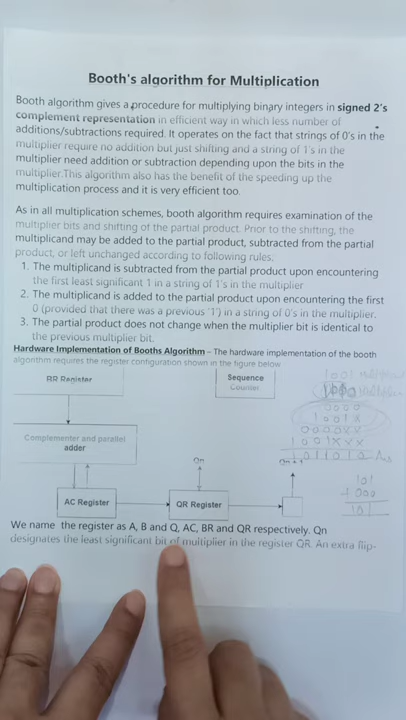 Booth's algorithm for Multiplication
Booth algorithm gives a procedure for multiplying binary integers in signed 2's
complement representation in efficient way in which less number of
additions/subtractions required. It operates on the fact that strings of 0's in the
multiplier require no addition but just shifting and a string of 1's in the
multiplier need addition or subtraction depending upon the bits in the
multiplier.This algorithm also has the benefit of the speeding up the
multiplication process and it is very efficient too.
As in all multiplication schemes, booth algorithm requires examination of the
multiplier bits and shifting of the partial product. Prior to the shifting, the
multiplicand may be added to the partial product, subtracted from the partial
product, or left unchanged according to following rules:
1. The multiplicand is subtracted from the partial product upon encountering
the first least significant 1 in a string of 1's in the multiplier
2. The multiplicand is added to the partial product upon encountering the first
0 (provided that there was a previous '1') in a string of 0's in the multiplier.
3. The partial product does not change when the multiplier bit is identical to
the previous multiplier bit.
Hardware Implementation of Booths Algorithm – The hardware implementation of the booth
algorithm requires the register configuration shown in the figure below
BR Register
Sequence
Counter
1001
0000
1001X
0000XX
1001XXX
1011010
Complementer and parallel
adder
Qn
Qn + 1
101
000
101
AC Register
QR Register
We name the register as A, B and Q, AC, BR and QR respectively. Qn
designates the least significant bit of multiplier in the register QR. An extra flip-